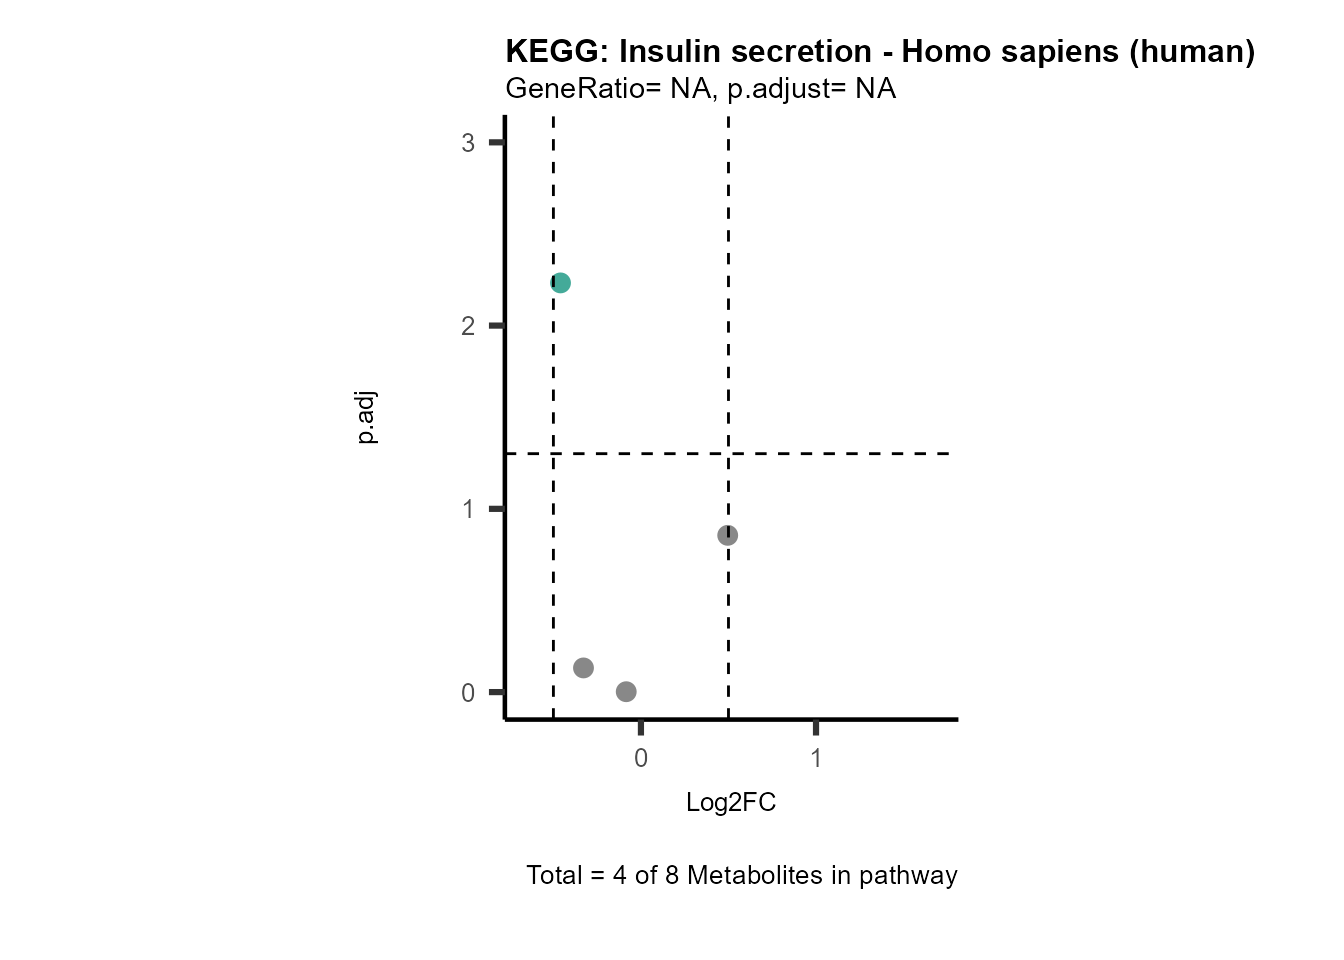 KEGG: Insulin secretion - Homo sapiens (human)
GeneRatio= NA, p.adjust= NA
3
2
1
0
p.adj
0 1
Log2FC
Total = 4 of 8 Metabolites in pathway